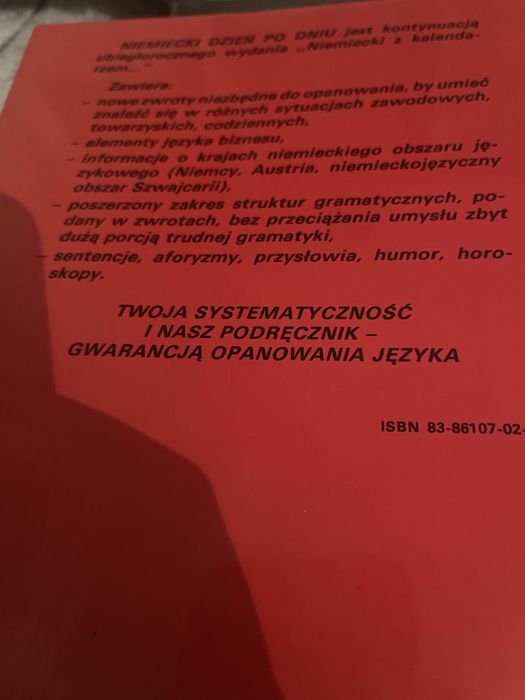 NIEMIECKI DZIEŃ PO DNIU jest kontynuacją
ubiegłorocznego wydania „Niemiecki z kalenda-
rzem..."
Zawiera:
– nowe zwroty niezbędne do opanowania, by umieć
znaleźć się w różnych sytuacjach zawodowych,
towarzyskich, codziennych,
– elementy języka biznesu,
– informacje o krajach niemieckiego obszaru ję-
zykowego (Niemcy, Austria, niemieckojęzyczny
obszar Szwajcarii),
– poszerzony zakres struktur gramatycznych, po-
dany w zwrotach, bez przeciążania umysłu zbyt
dużą porcją trudnej gramatyki,
– sentencje, aforyzmy, przysłowia, humor, horo-
skopy.
TWOJA SYSTEMATYCZNOŚĆ
I NASZ PODRĘCZNIK –
GWARANCJĄ OPANOWANIA JĘZYKA
ISBN 83-86107-02-